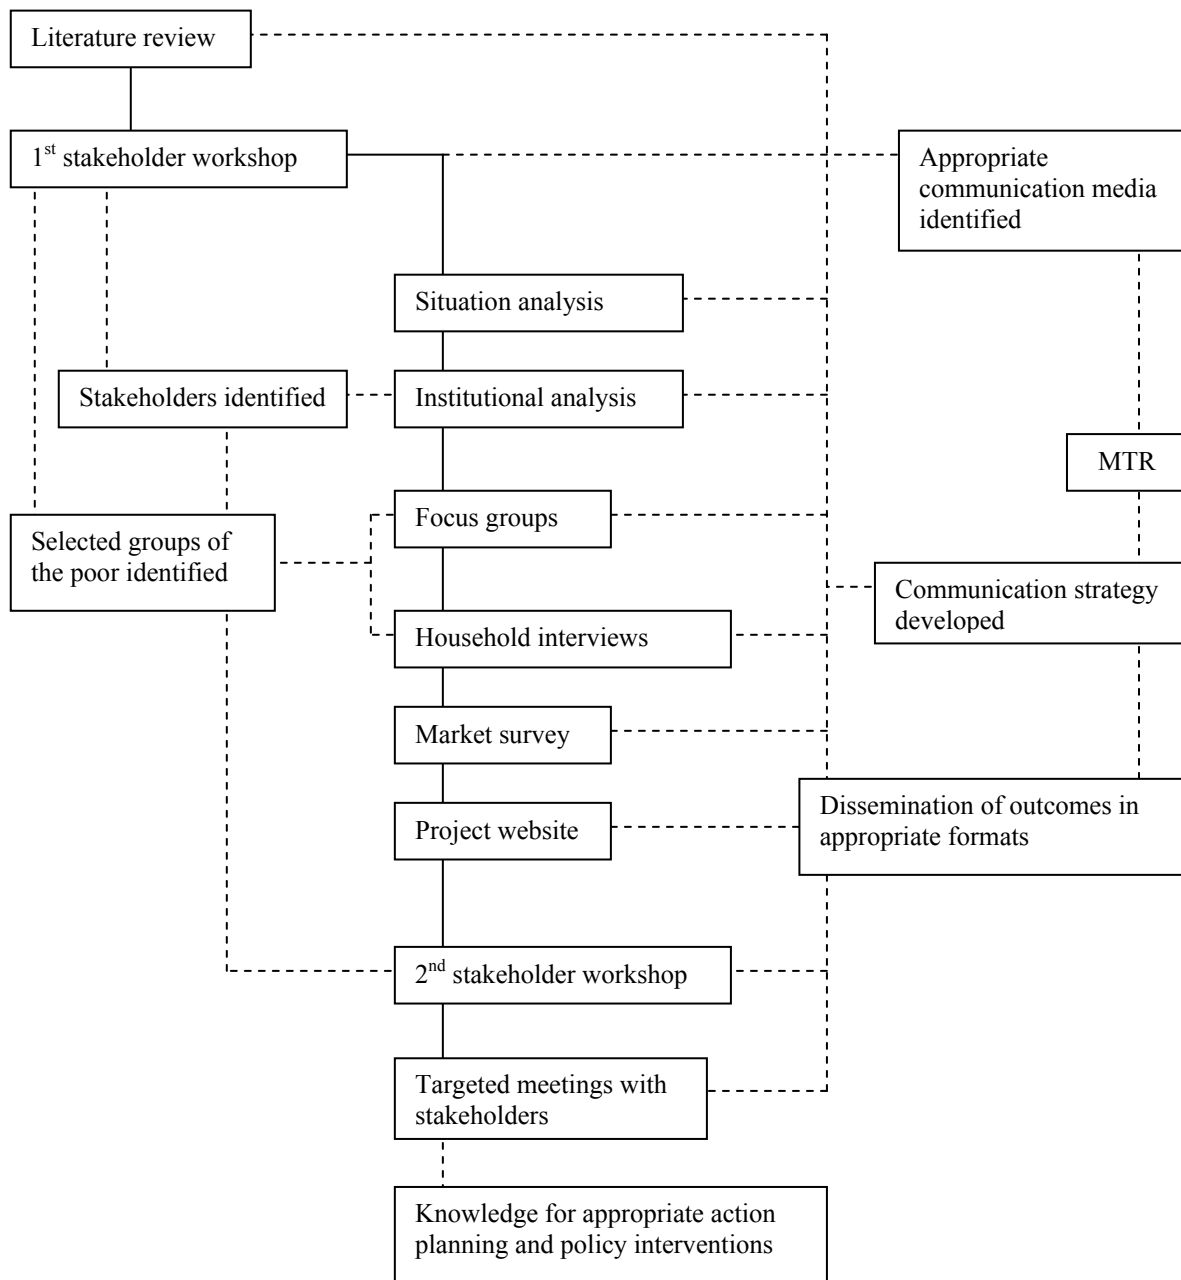 Literature review
1st stakeholder workshop
Appropriate
communication media
identified
Situation analysis
Stakeholders identified
Institutional analysis
MTR
Focus groups
Selected groups of
the poor identified
Communication strategy
developed
Household interviews
Market survey
Project website
Dissemination of outcomes in
appropriate formats
2nd stakeholder workshop
Targeted meetings with
stakeholders
Knowledge for appropriate action
planning and policy interventions